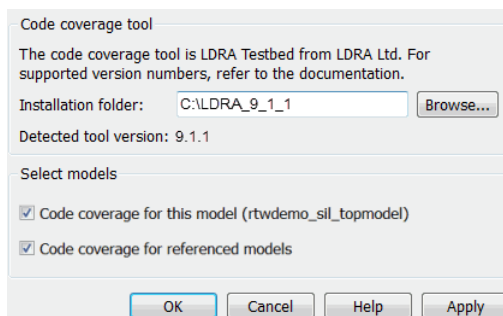 Code coverage tool
The code coverage tool is LDRA Testbed from LDRA Ltd. For
supported version numbers, refer to the documentation.
Installation folder: C:\LDRA_9_1_1 Browse...
Detected tool version: 9.1.1
Select models
Code coverage for this model (rtwdemo_sil_topmodel)
Code coverage for referenced models
OK Cancel Help Apply